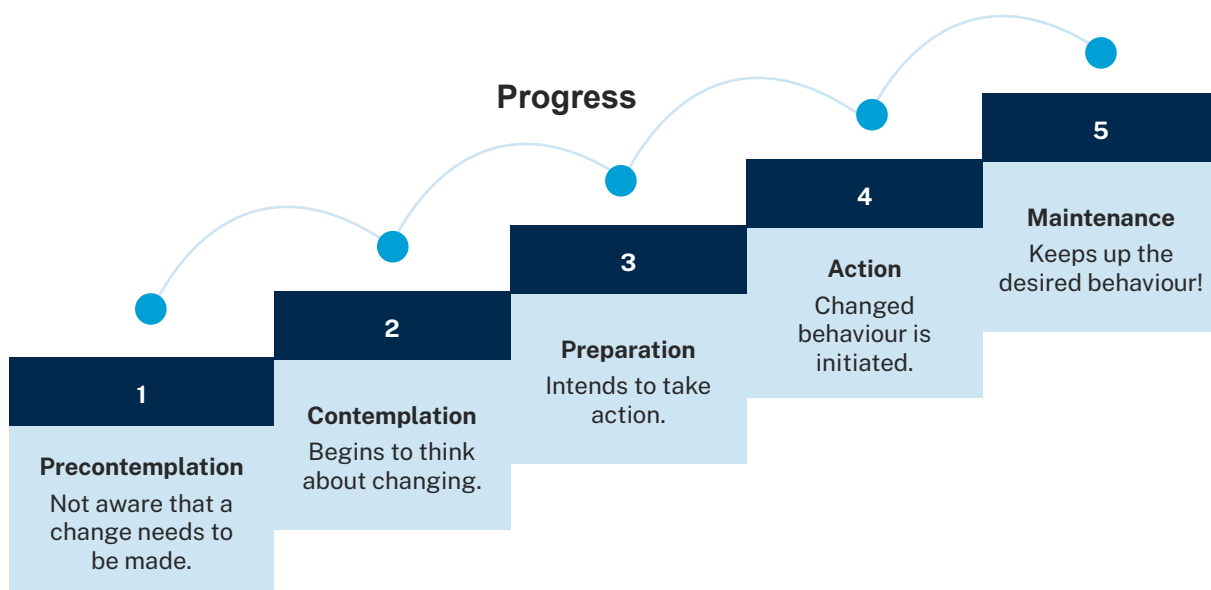 Progress
1
Precontemplation
Not aware that a
change needs to
be made.
2
Contemplation
Begins to think
about changing.
3
Preparation
Intends to take
action.
4
Action
Changed
behaviour is
initiated.
5
Maintenance
Keeps up the
desired behaviour!